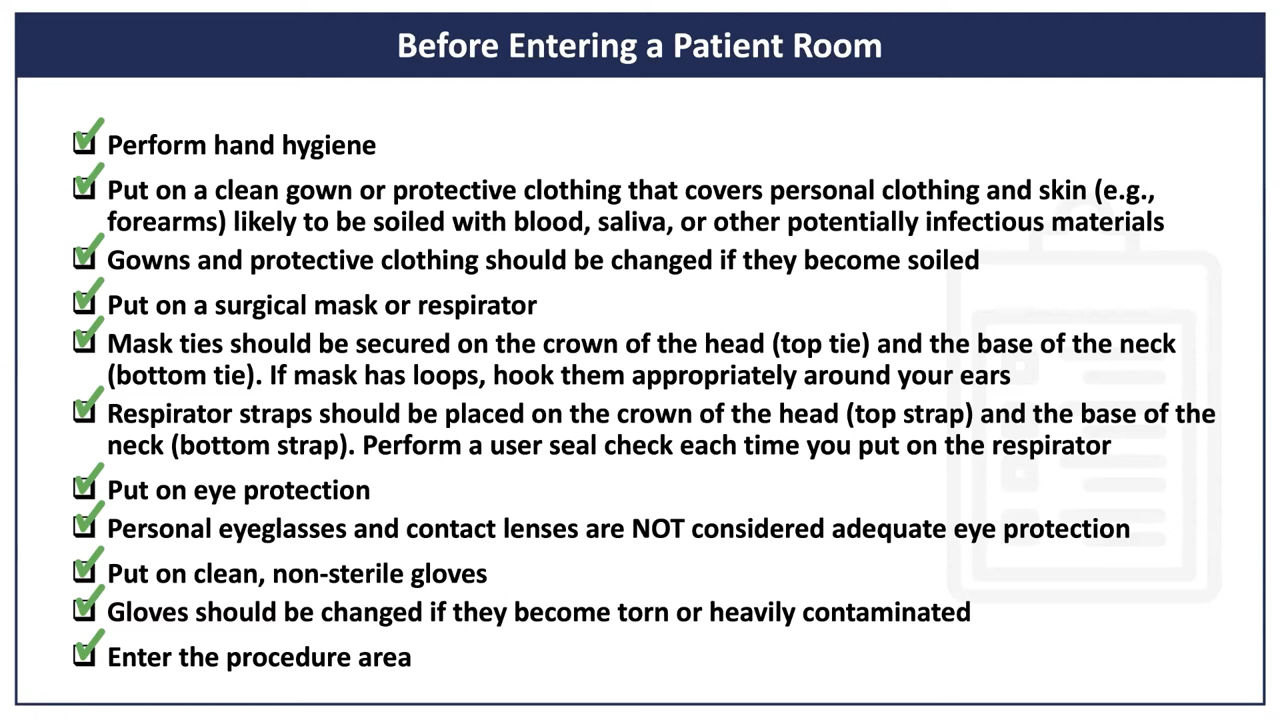 Before Entering a Patient Room
Perform hand hygiene
Put on a clean gown or protective clothing that covers personal clothing and skin (e.g.,
forearms) likely to be soiled with blood, saliva, or other potentially infectious materials
Gowns and protective clothing should be changed if they become soiled
Put on a surgical mask or respirator
Mask ties should be secured on the crown of the head (top tie) and the base of the neck
(bottom tie). If mask has loops, hook them appropriately around your ears
Respirator straps should be placed on the crown of the head (top strap) and the base of the
neck (bottom strap). Perform a user seal check each time you put on the respirator
Put on eye protection
Personal eyeglasses and contact lenses are NOT considered adequate eye protection
Put on clean, non-sterile gloves
Gloves should be changed if they become torn or heavily contaminated
Enter the procedure area